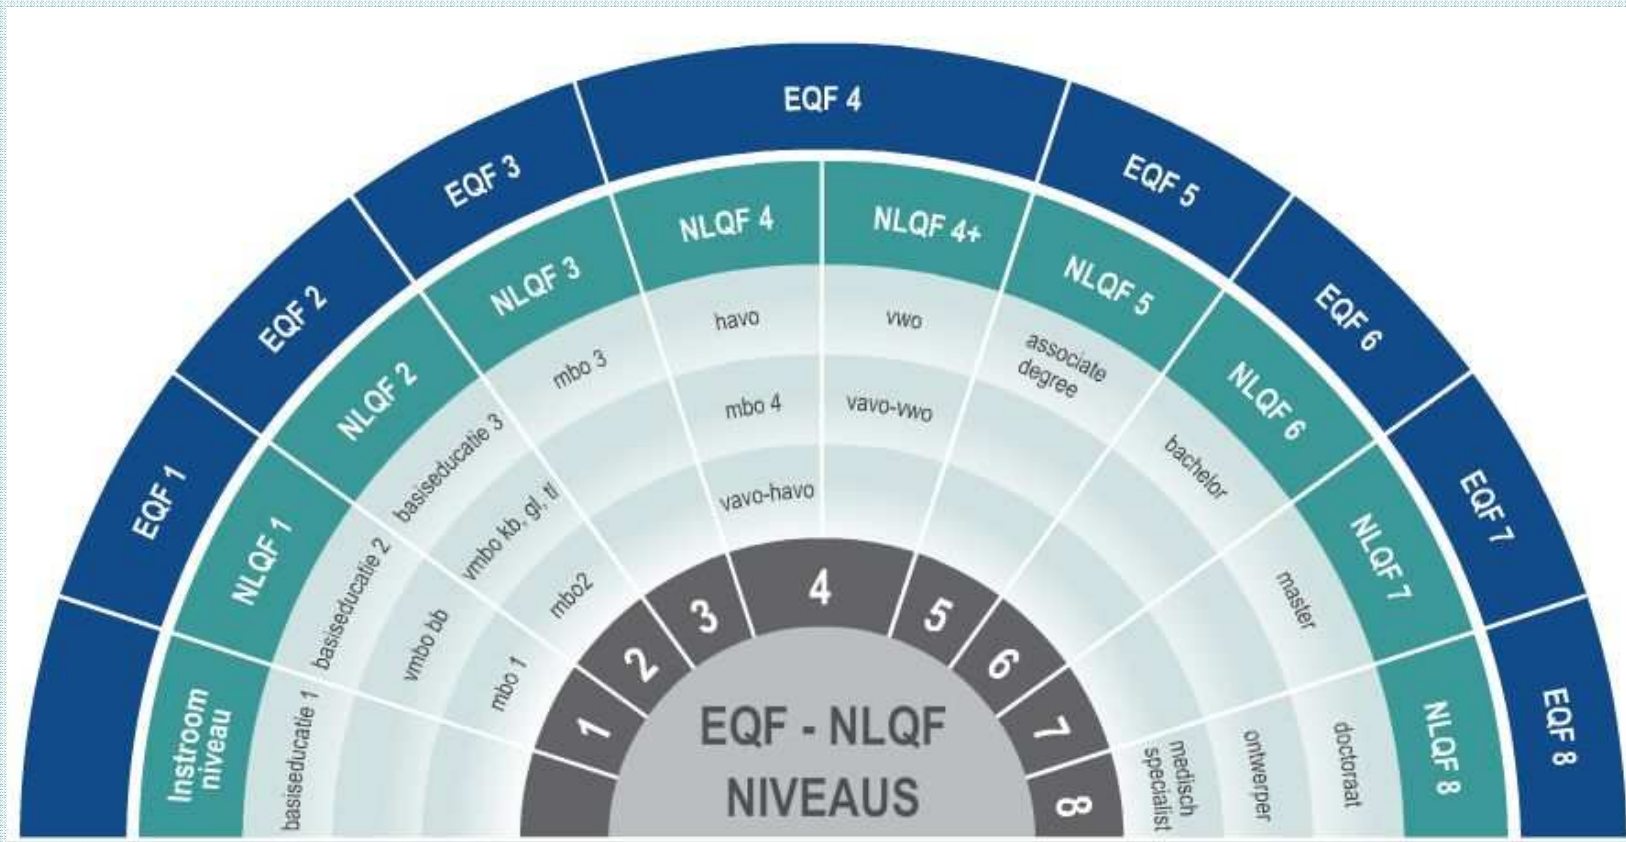 EQF 1
EQF 2
EQF 3
EQF 4
EQF 5
EQF 6
EQF 7
EQF 8
Instroom
niveau
NLQF 1
NLQF 2
NLQF 3
NLQF 4
NLQF 4+
NLQF 5
NLQF 6
NLQF 7
NLQF 8
basiseducatie 1
basiseducatie 2
vmbo bb
mbo 1
basiseducatie 3
vmbo kb, gl, tl
mbo2
mbo 3
havo
mbo 4
vavo-havo
vwo
vavo-vwo
associate
degree
bachelor
master
doctoraat
ontwerper
medisch
specialist
1
2
3
4
5
6
7
8
EQF - NLQF
NIVEAUS